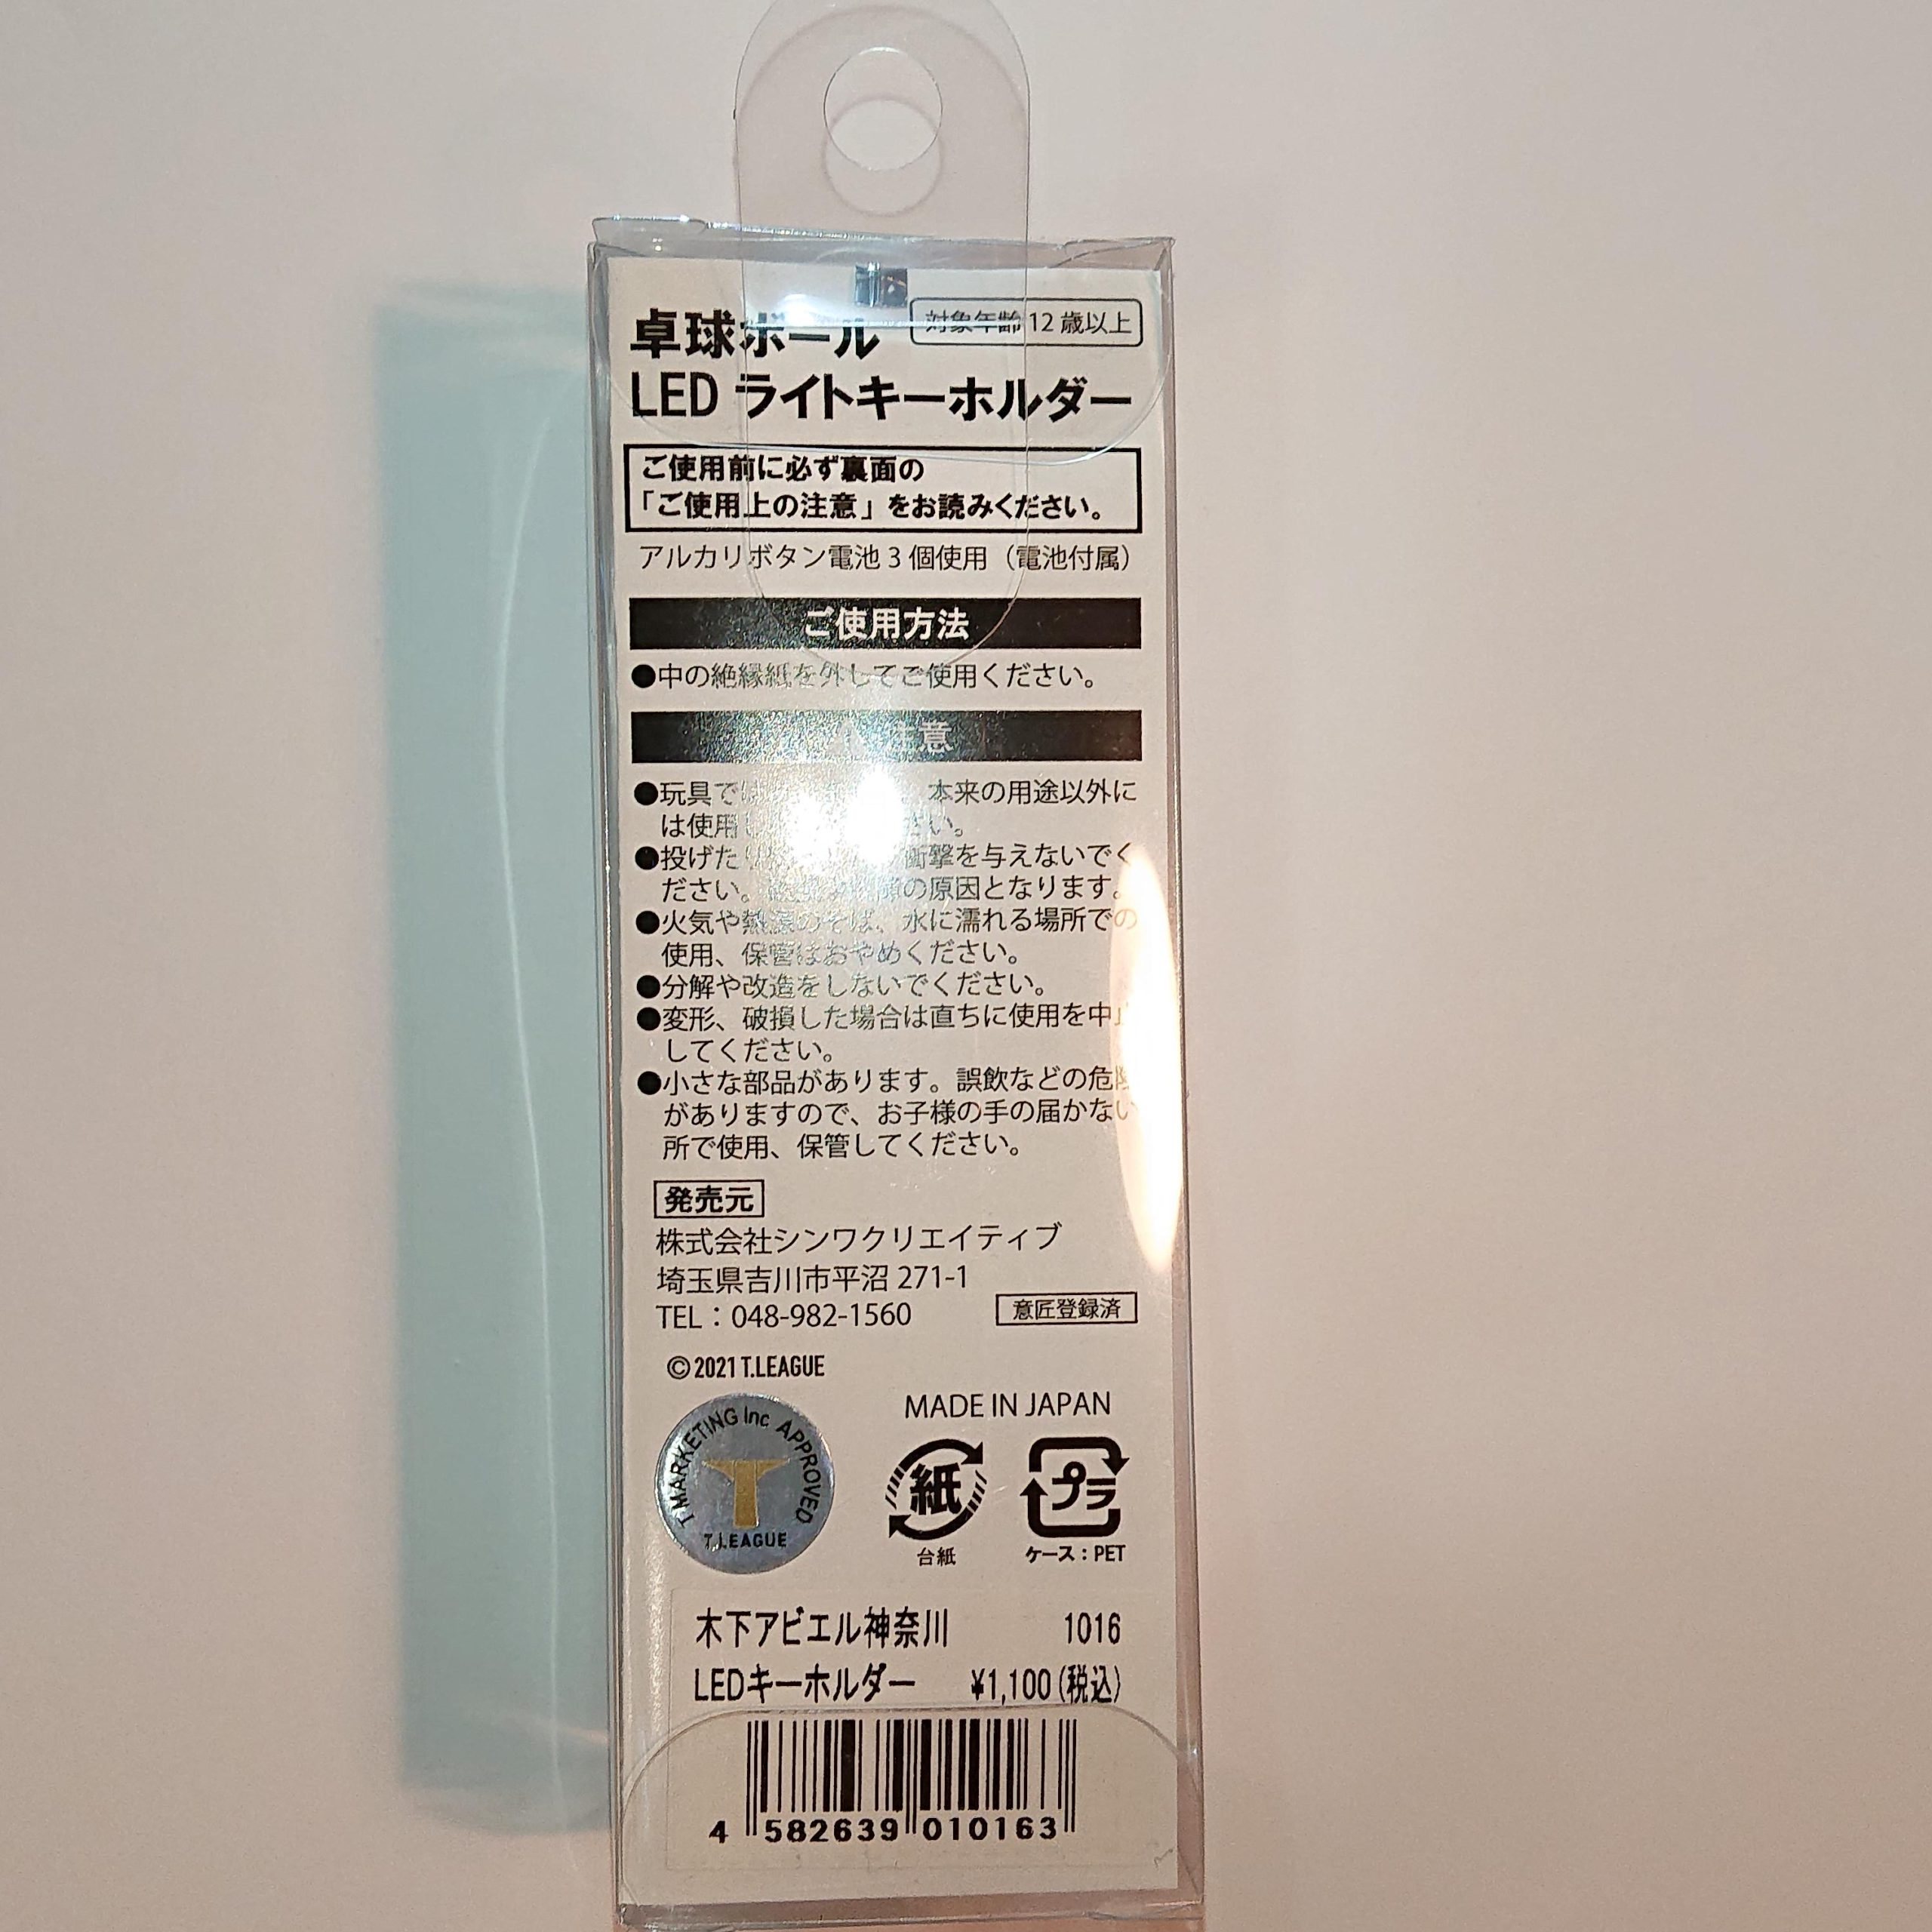 卓球ボール
対象年齢 12 歳以上
LED ライトキーホルダー
ご使用前に必ず裏面の
「ご使用上の注意」をお読みください。
アルカリボタン電池 3 個使用（電池付属）
ご使用方法
●中の絶縁紙を外してご使用ください。
注意
●玩具では 本来の用途以外に
は使用 さい。
●投げたり 衝撃を与えないでく
ださい。 の原因となります。
●火気や熱源のそば、水に濡れる場所での
使用、保管はおやめください。
●分解や改造をしないでください。
●変形、破損した場合は直ちに使用を中止
してください。
●小さな部品があります。誤飲などの危険
がありますので、お子様の手の届かない
所で使用、保管してください。
発売元
株式会社シンワクリエイティブ
埼玉県吉川市平沼 271-1
TEL：048-982-1560
意匠登録済
©2021 T.LEAGUE
MADE IN JAPAN
T MARKETING Inc APPROVED
T
T.LEAGUE
紙
プラ
台紙
ケース：PET
木下アビエル神奈川 1016
LEDキーホルダー ¥1,100(税込)
4 582639 010163